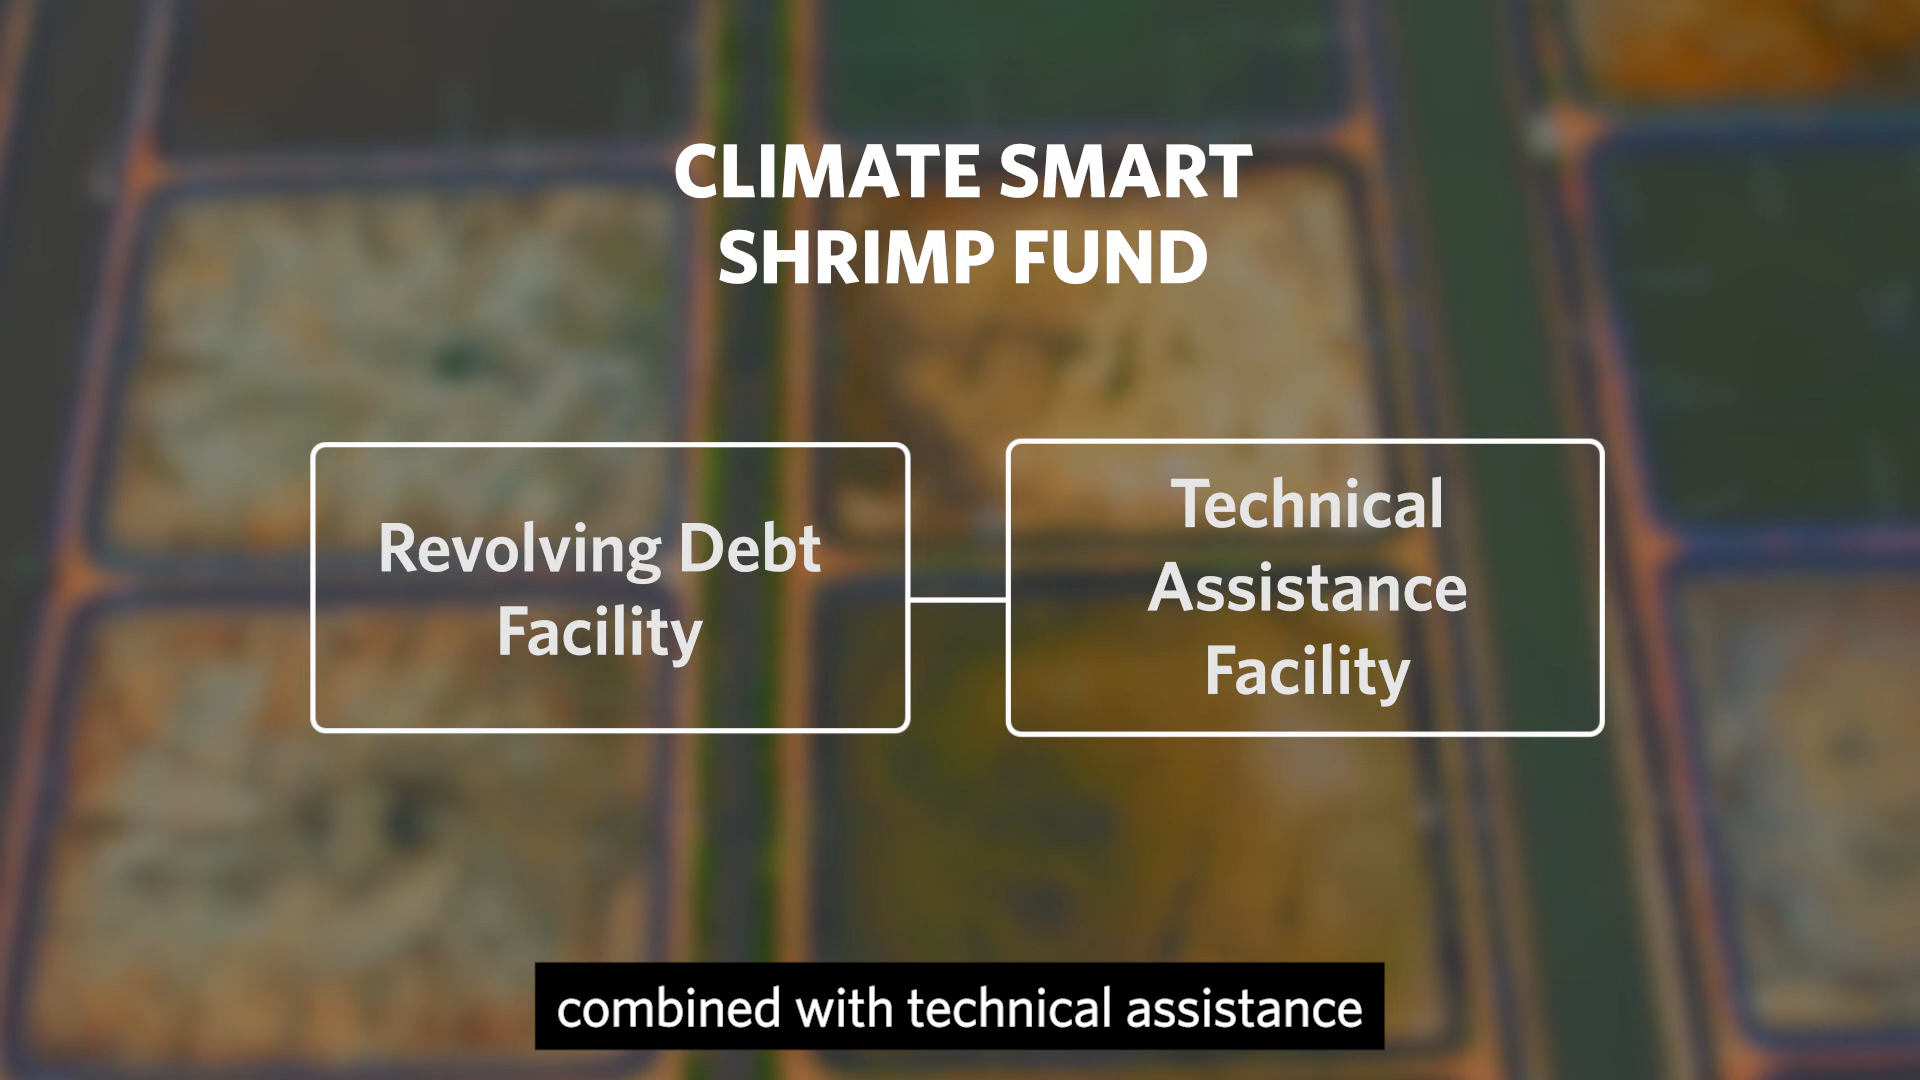 CLIMATE SMART
SHRIMP FUND
Revolving Debt
Facility
Technical
Assistance
Facility
combined with technical assistance